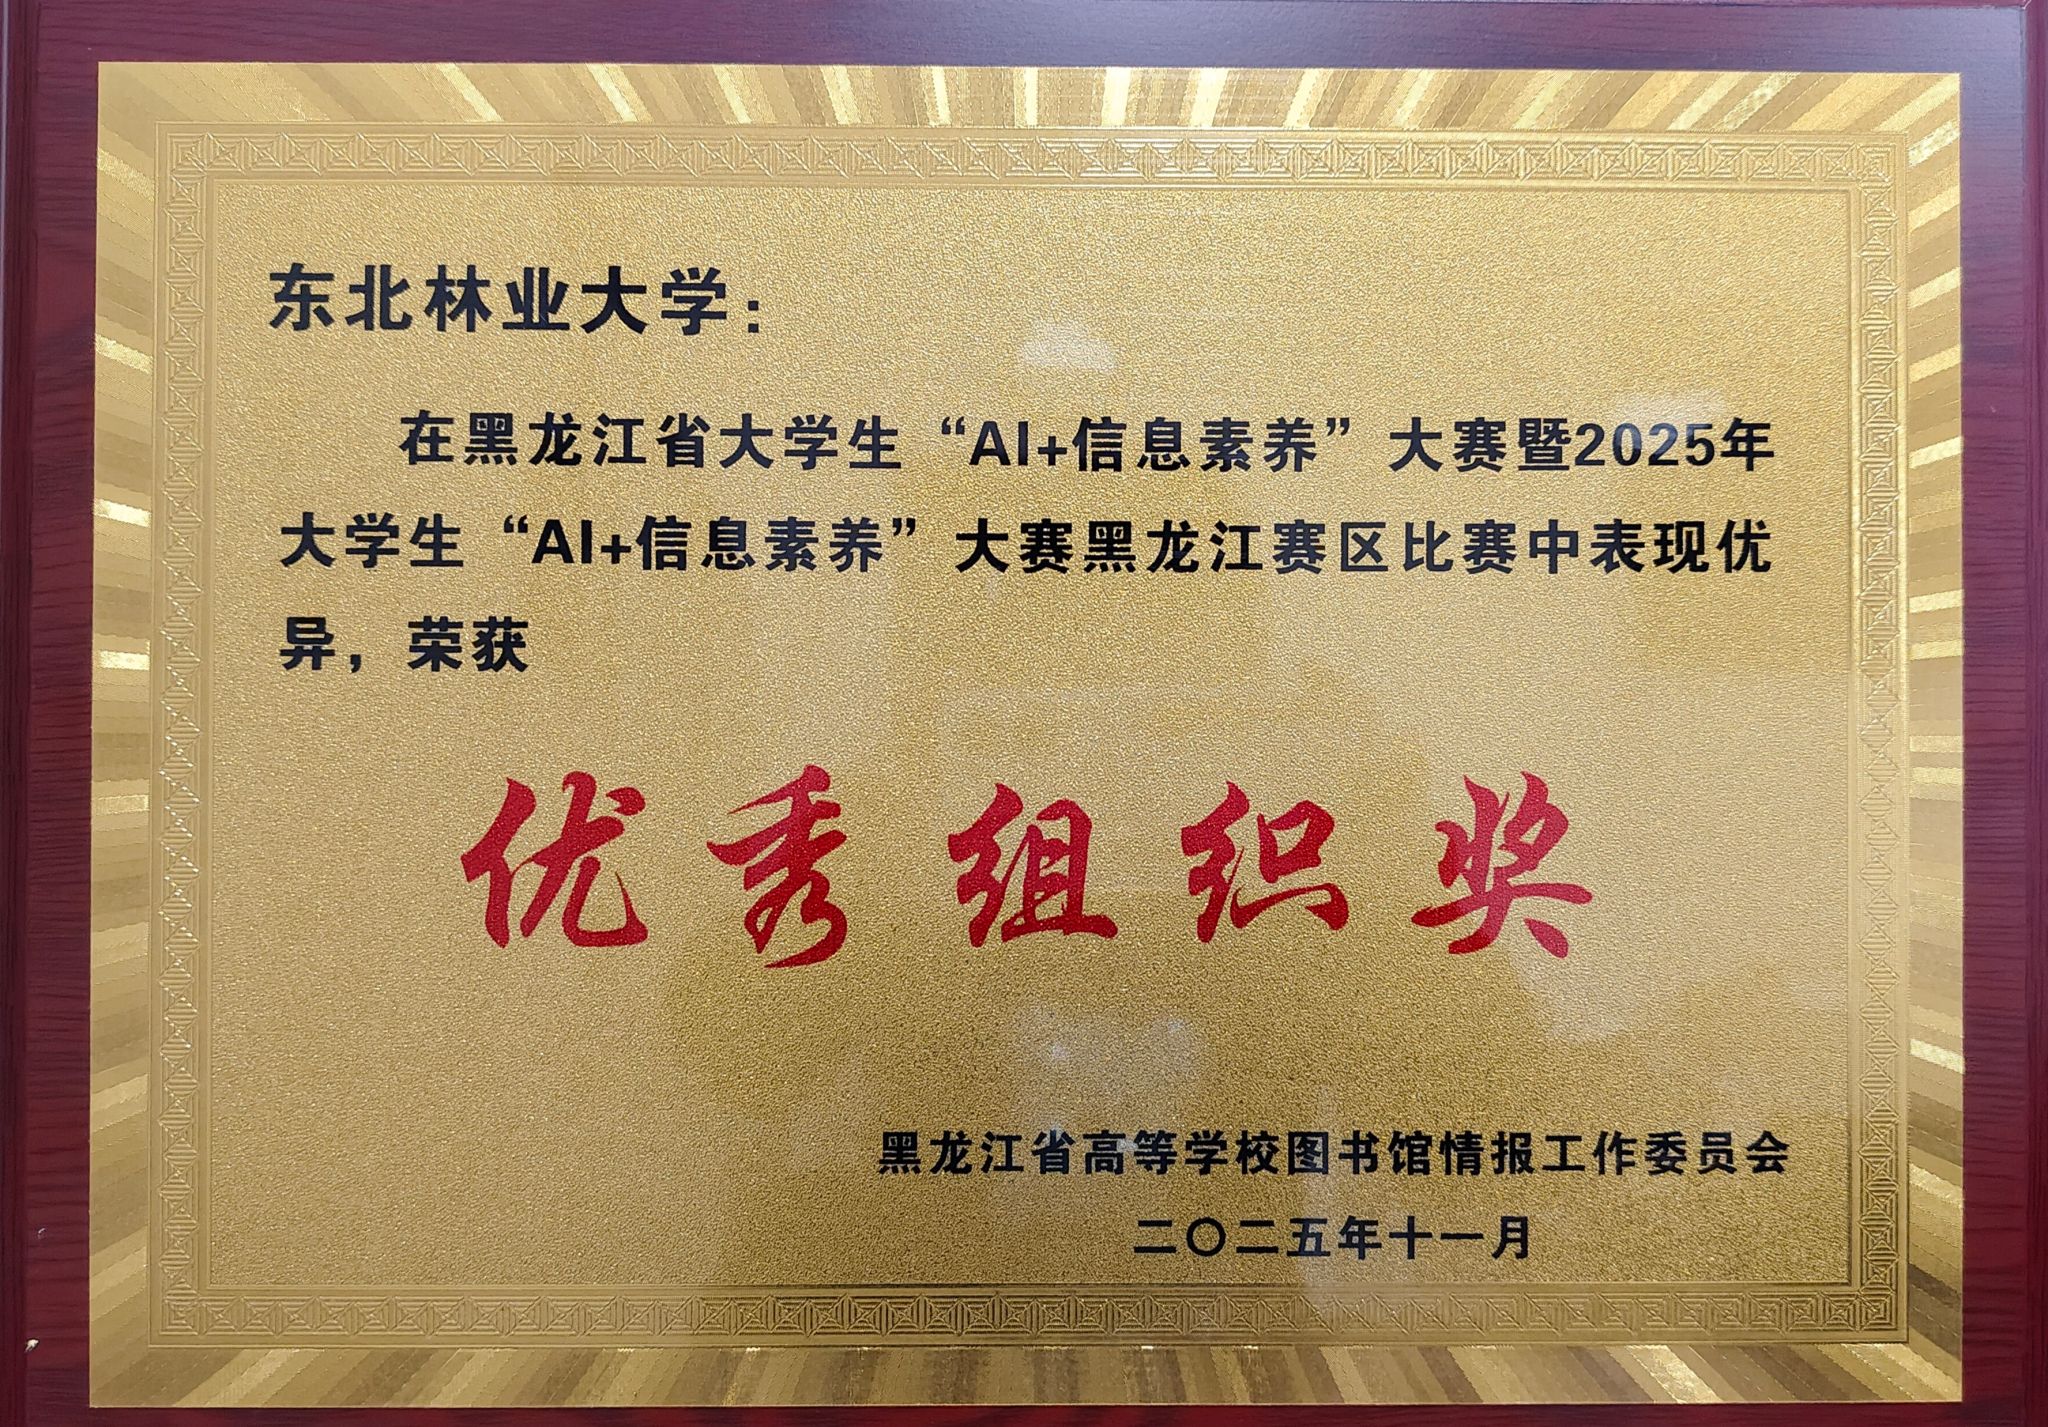 东北林业大学：
在黑龙江省大学生“AI+信息素养”大赛暨2025年
大学生“AI+信息素养”大赛黑龙江赛区比赛中表现优
异，荣获
优秀组织奖
黑龙江省高等学校图书馆情报工作委员会
二〇二五年十一月